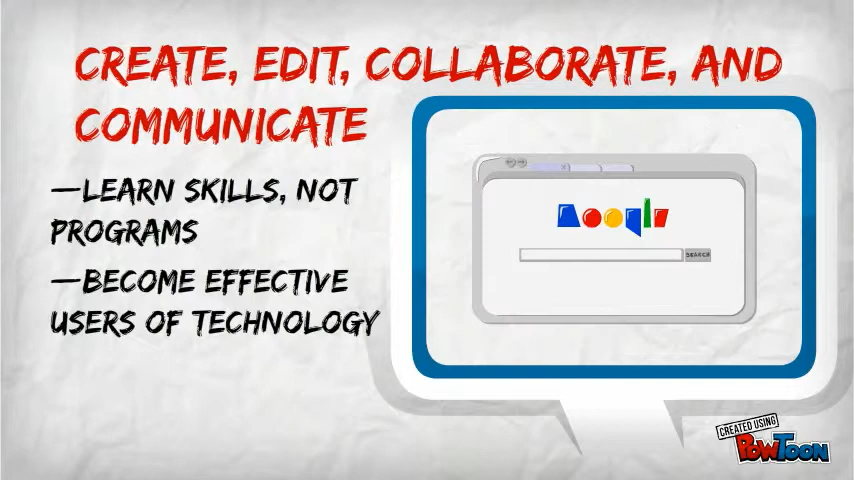 CREATE, EDIT, COLLABORATE, AND
COMMUNICATE
—LEARN SKILLS, NOT
PROGRAMS
—BECOME EFFECTIVE
USERS OF TECHNOLOGY
SEARCH
CREATED USING
POWTOON